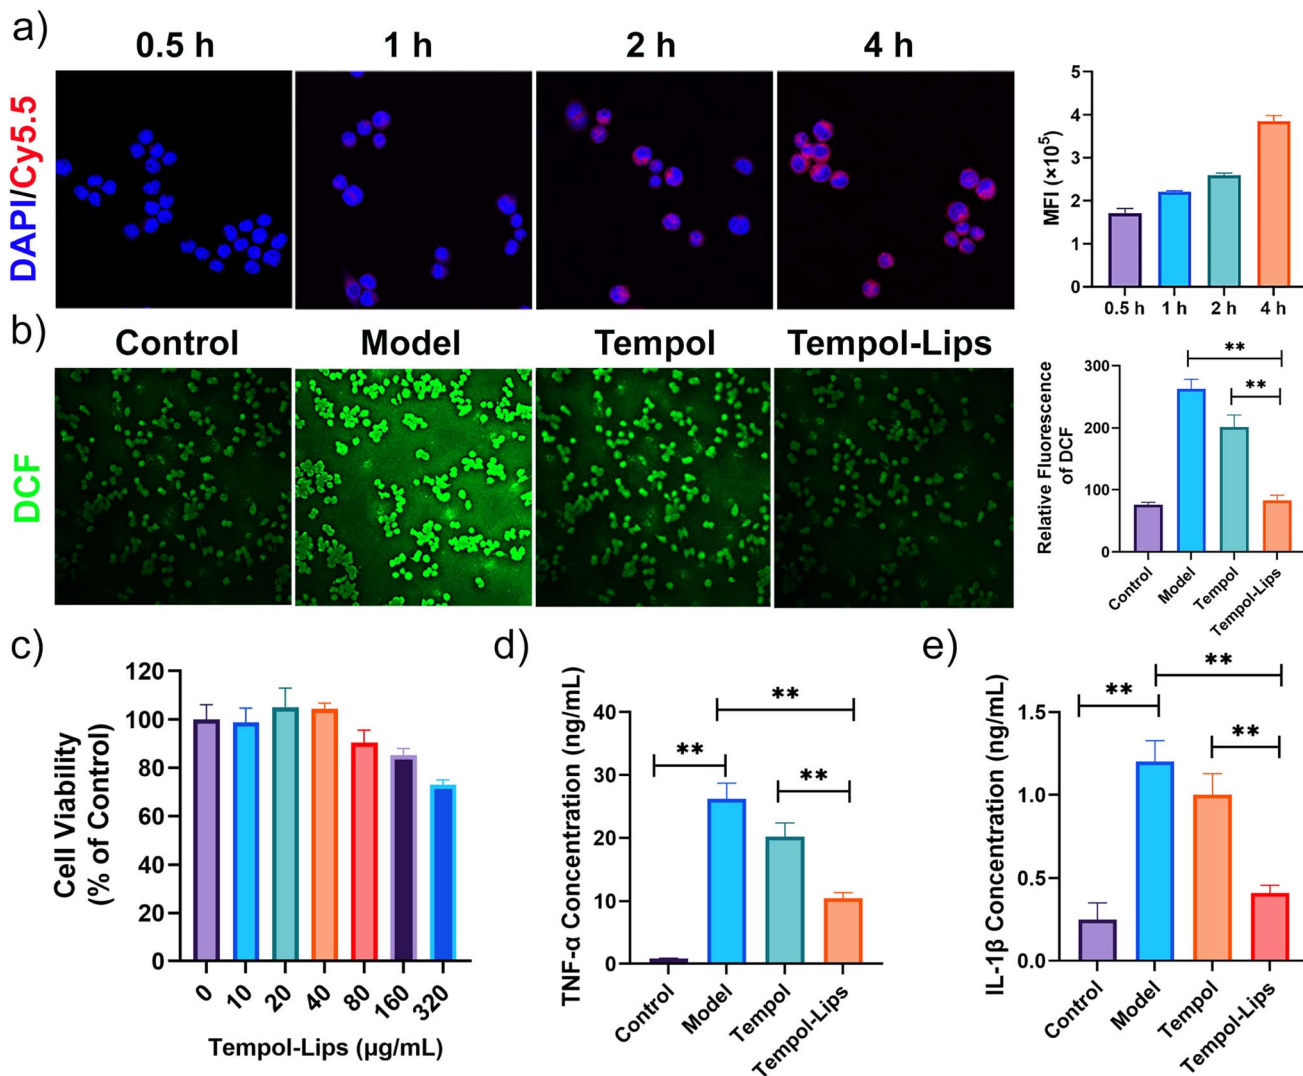 a)
0.5 h
1 h
2 h
4 h
DAPI/Cy5.5
MFI (×10⁵)
5
4
3
2
1
0
0.5 h
1 h
2 h
4 h
b)
Control
Model
Tempol
Tempol-Lips
DCF
Relative Fluorescence
of DCF
300
200
100
0
**
**
Control
Model
Tempol
Tempol-Lips
c)
Cell Viability
(% of Control)
120
100
80
60
40
20
0
0
10
20
40
80
160
320
Tempol-Lips (μg/mL)
d)
TNF-α Concentration (ng/mL)
40
30
20
10
0
**
**
**
Control
Model
Tempol
Tempol-Lips
e)
IL-1β Concentration (ng/mL)
1.5
1.0
0.5
0.0
**
**
**
Control
Model
Tempol
Tempol-Lips